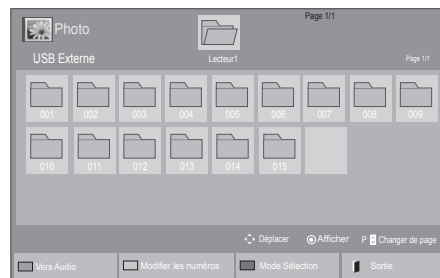 Page 1/1
Photo
USB Externe
Lecteur1
Page 1/1
001 002 003 004 005 006 007 008 009
010 011 012 013 014 015
Déplacer Afficher P Changer de page
Vers Audio Modifier les numéros Mode Sélection Sortie